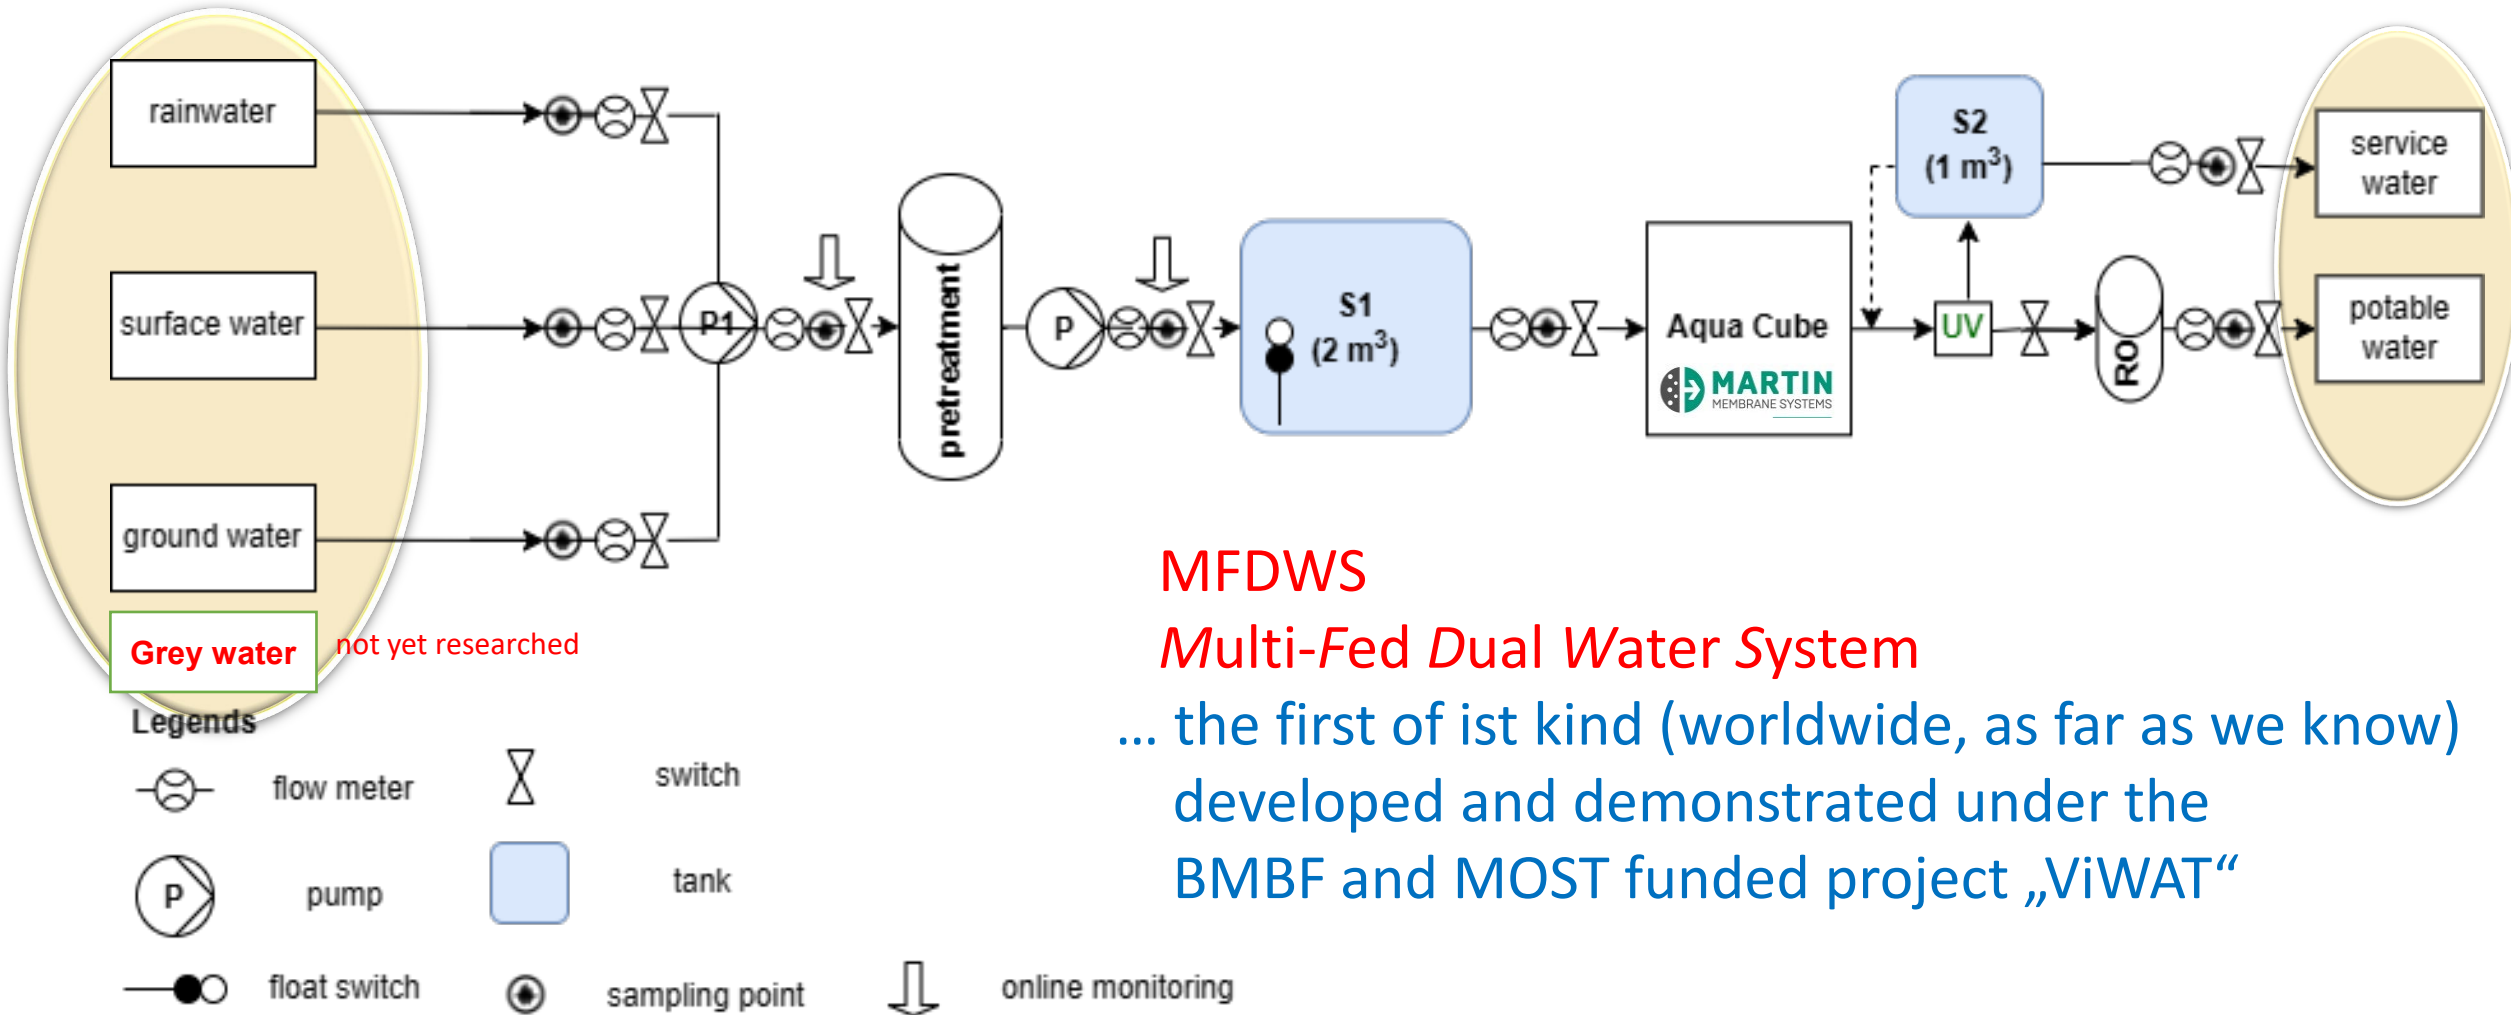 rainwater
surface water
ground water
Grey water
not yet researched
P1
pretreatment
P
S1
(2 m³)
Aqua Cube
MARTIN
MEMBRANE SYSTEMS
UV
S2
(1 m³)
RO
service
water
potable
water
MFDWS
Multi-Fed Dual Water System
... the first of ist kind (worldwide, as far as we know)
developed and demonstrated under the
BMBF and MOST funded project „ViWAT“
Legends
flow meter
switch
P
pump
tank
float switch
sampling point
online monitoring